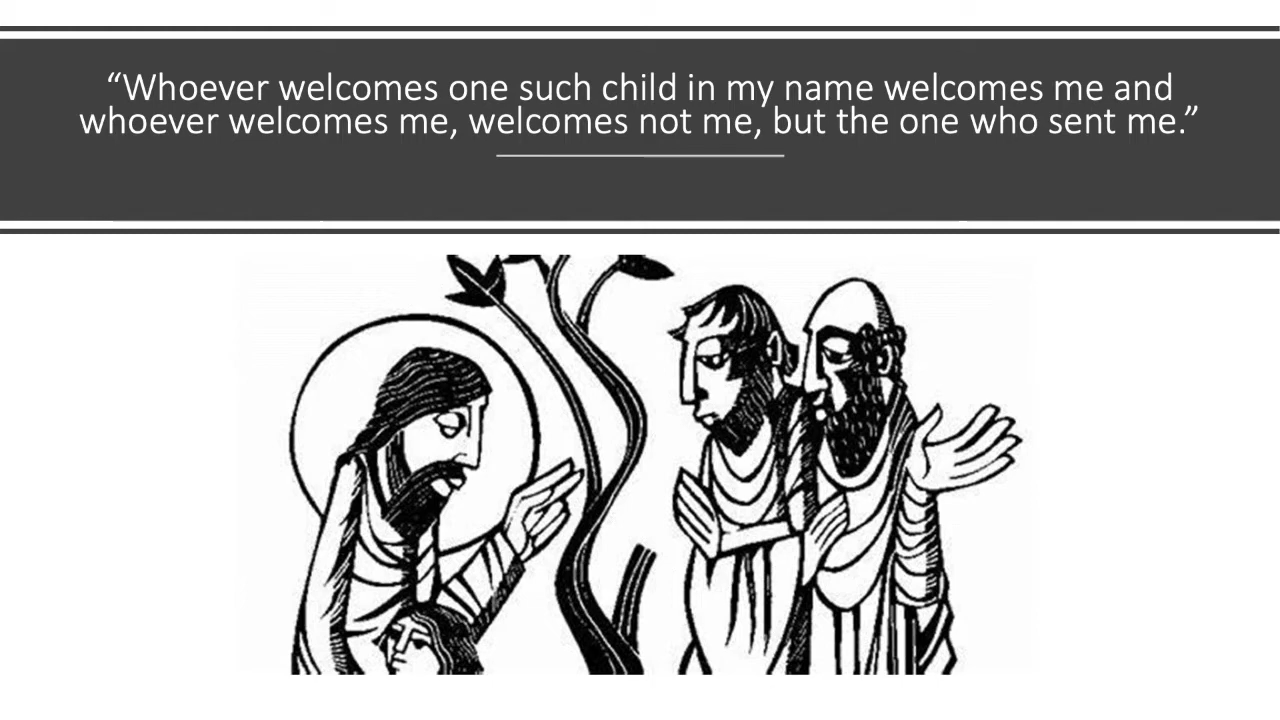 “Whoever welcomes one such child in my name welcomes me and
whoever welcomes me, welcomes not me, but the one who sent me.”